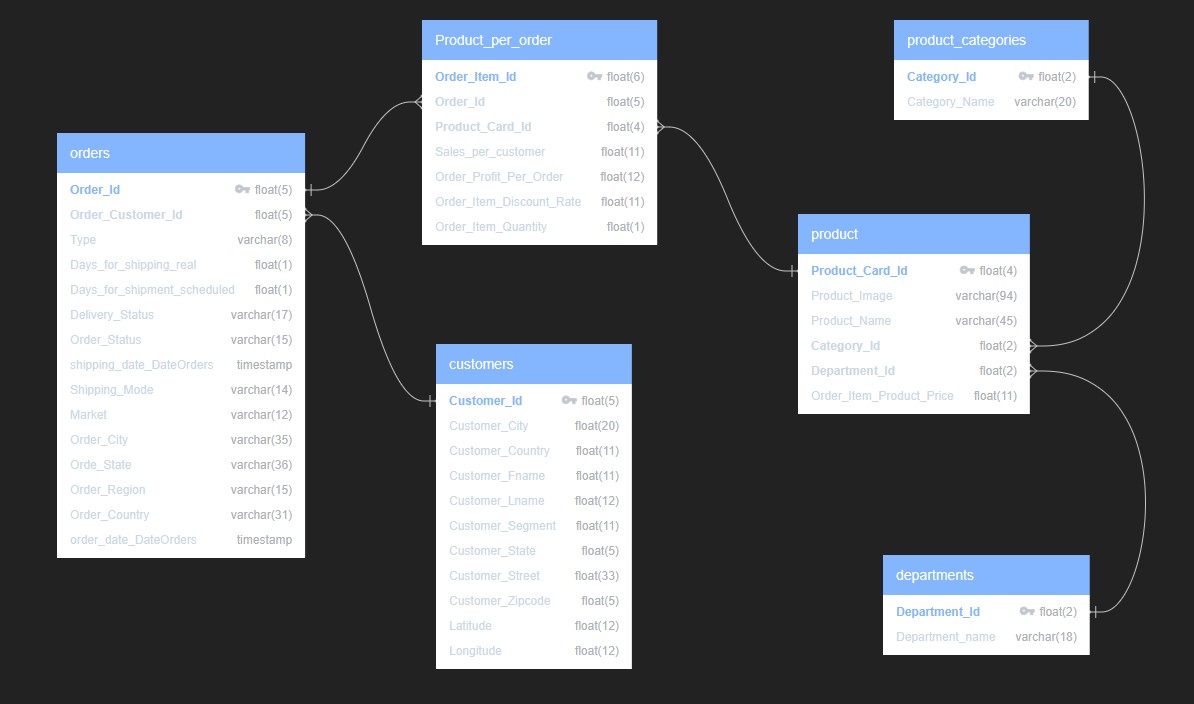 orders
Order_Id float(5)
Order_Customer_Id float(5)
Type varchar(8)
Days_for_shipping_real float(1)
Days_for_shipment_scheduled float(1)
Delivery_Status varchar(17)
Order_Status varchar(15)
shipping_date_DateOrders timestamp
Shipping_Mode varchar(14)
Market varchar(12)
Order_City varchar(35)
Orde_State varchar(36)
Order_Region varchar(15)
Order_Country varchar(31)
order_date_DateOrders timestamp
Product_per_order
Order_Item_Id float(6)
Order_Id float(5)
Product_Card_Id float(4)
Sales_per_customer float(11)
Order_Profit_Per_Order float(12)
Order_Item_Discount_Rate float(11)
Order_Item_Quantity float(1)
customers
Customer_Id float(5)
Customer_City float(20)
Customer_Country float(11)
Customer_Fname float(11)
Customer_Lname float(12)
Customer_Segment float(11)
Customer_State float(5)
Customer_Street float(33)
Customer_Zipcode float(5)
Latitude float(12)
Longitude float(12)
product_categories
Category_Id float(2)
Category_Name varchar(20)
product
Product_Card_Id float(4)
Product_Image varchar(94)
Product_Name varchar(45)
Category_Id float(2)
Department_Id float(2)
Order_Item_Product_Price float(11)
departments
Department_Id float(2)
Department_name varchar(18)